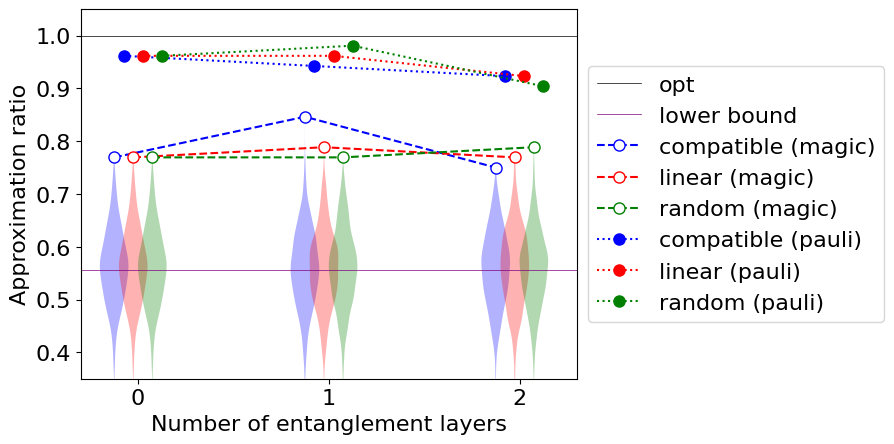 Approximation ratio
1.0
0.9
0.8
0.7
0.6
0.5
0.4
0 1 2
Number of entanglement layers
opt
lower bound
compatible (magic)
linear (magic)
random (magic)
compatible (pauli)
linear (pauli)
random (pauli)